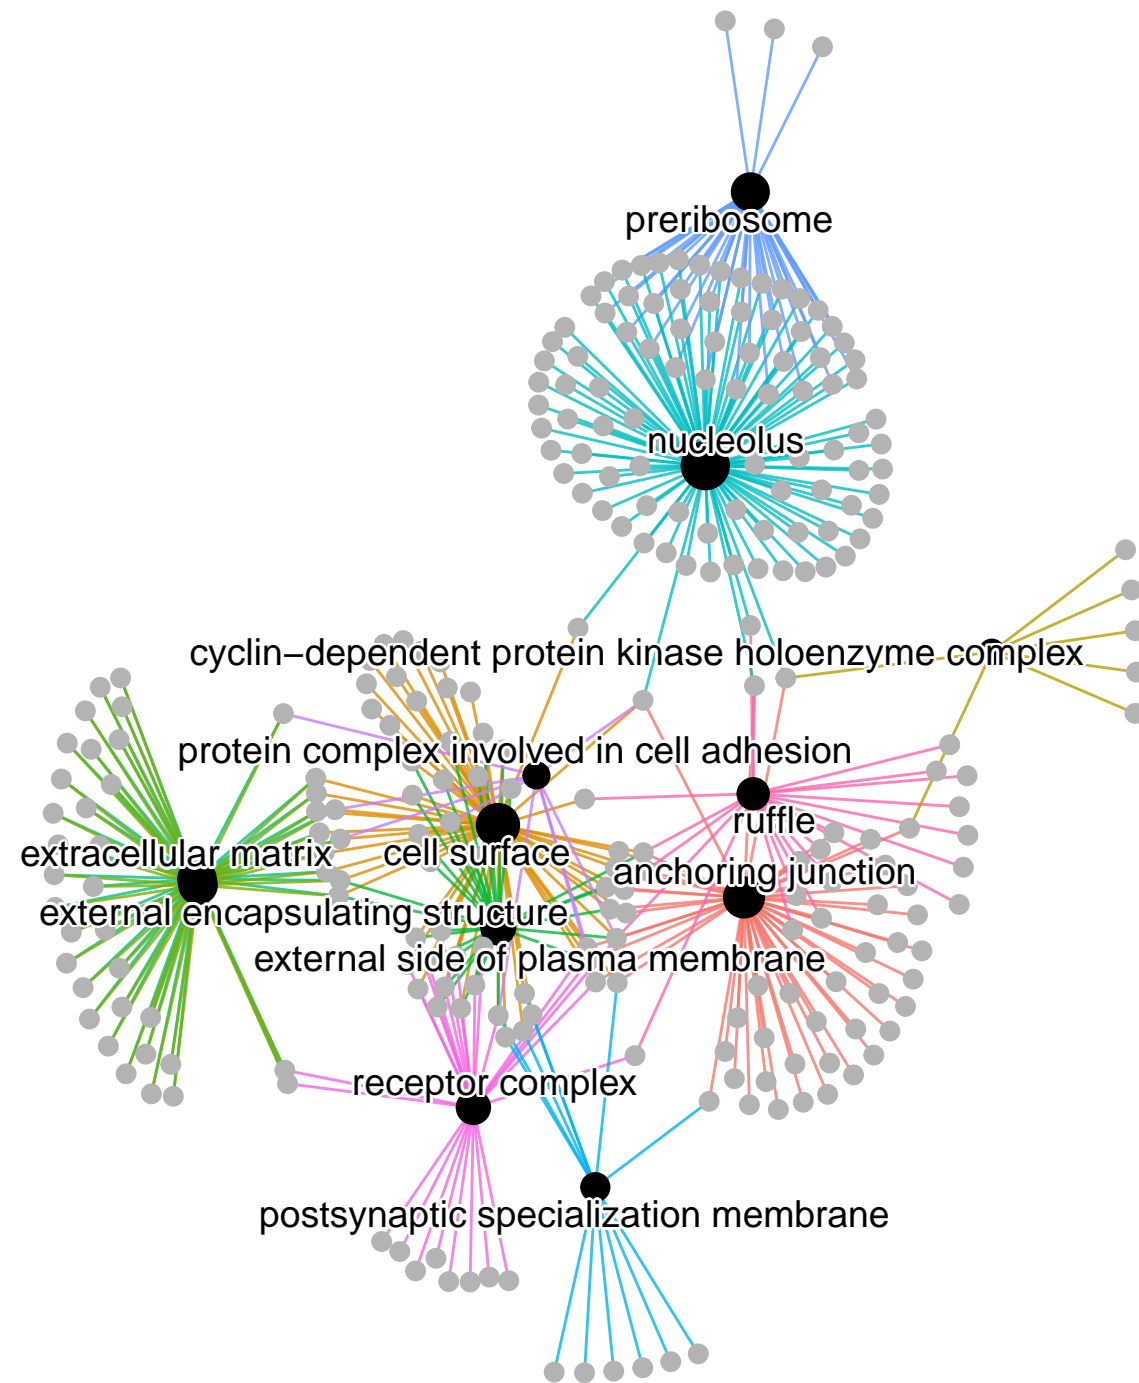 preribosome
nucleolus
cyclin−dependent protein kinase holoenzyme complex
protein complex involved in cell adhesion
ruffle
extracellular matrix
cell surface
anchoring junction
external encapsulating structure
external side of plasma membrane
receptor complex
postsynaptic specialization membrane